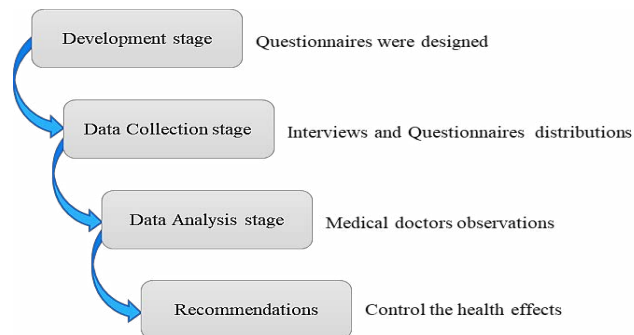 Development stage
Questionnaires were designed
Data Collection stage
Interviews and Questionnaires distributions
Data Analysis stage
Medical doctors observations
Recommendations
Control the health effects